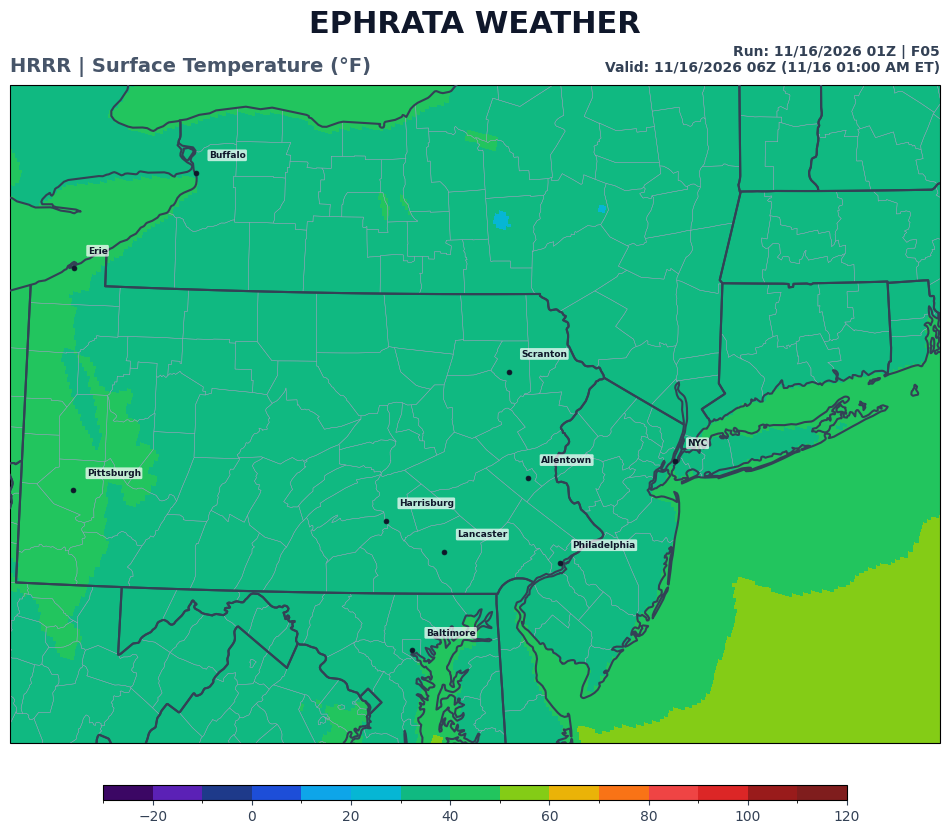 EPHRATA WEATHER
HRRR | Surface Temperature (°F)
Run: 11/16/2026 01Z | F05
Valid: 11/16/2026 06Z (11/16 01:00 AM ET)
Buffalo
Erie
Scranton
NYC
Allentown
Pittsburgh
Harrisburg
Lancaster
Philadelphia
Baltimore
−20 0 20 40 60 80 100 120